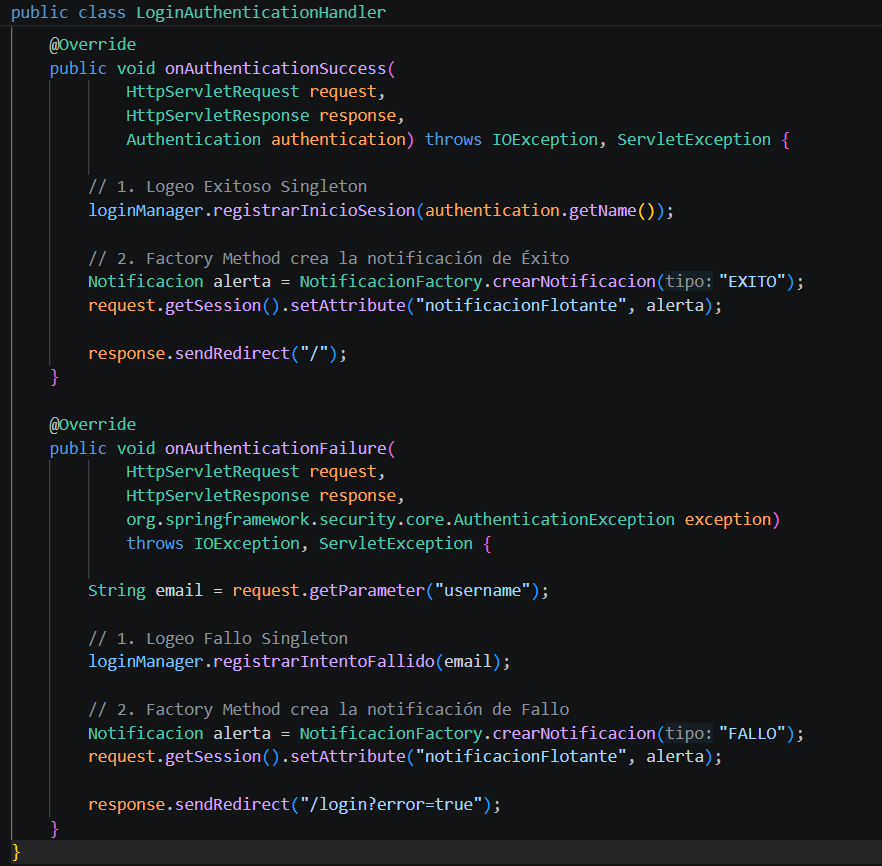 public class LoginAuthenticationHandler
@Override
public void onAuthenticationSuccess(
HttpServletRequest request,
HttpServletResponse response,
Authentication authentication) throws IOException, ServletException {
// 1. Logeo Exitoso Singleton
loginManager.registrarInicioSesion(authentication.getName());
// 2. Factory Method crea la notificación de Éxito
Notificacion alerta = NotificacionFactory.crearNotificacion(tipo: "EXITO");
request.getSession().setAttribute("notificacionFlotante", alerta);
response.sendRedirect("/");
}
@Override
public void onAuthenticationFailure(
HttpServletRequest request,
HttpServletResponse response,
org.springframework.security.core.AuthenticationException exception)
throws IOException, ServletException {
String email = request.getParameter("username");
// 1. Logeo Fallo Singleton
loginManager.registrarIntentoFallido(email);
// 2. Factory Method crea la notificación de Fallo
Notificacion alerta = NotificacionFactory.crearNotificacion(tipo: "FALLO");
request.getSession().setAttribute("notificacionFlotante", alerta);
response.sendRedirect("/login?error=true");
}
}